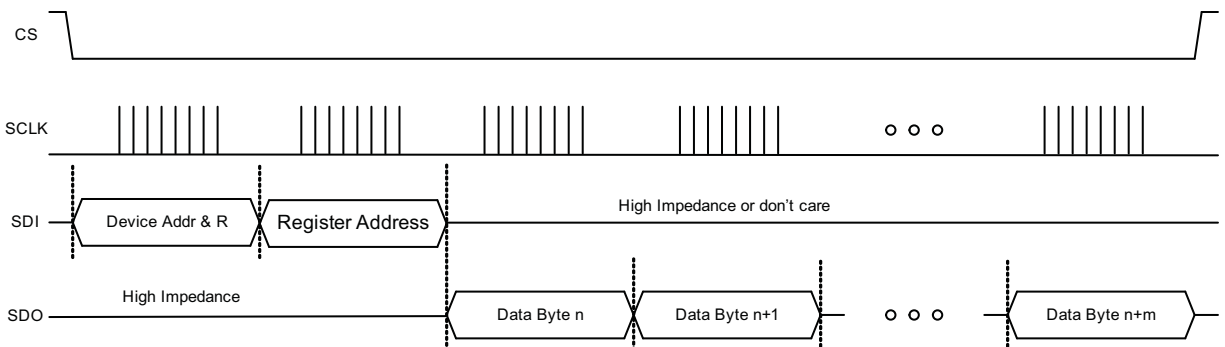 CS
SCLK
SDI
Device Addr & R
Register Address
High Impedance or don't care
SDO
High Impedance
Data Byte n
Data Byte n+1
Data Byte n+m